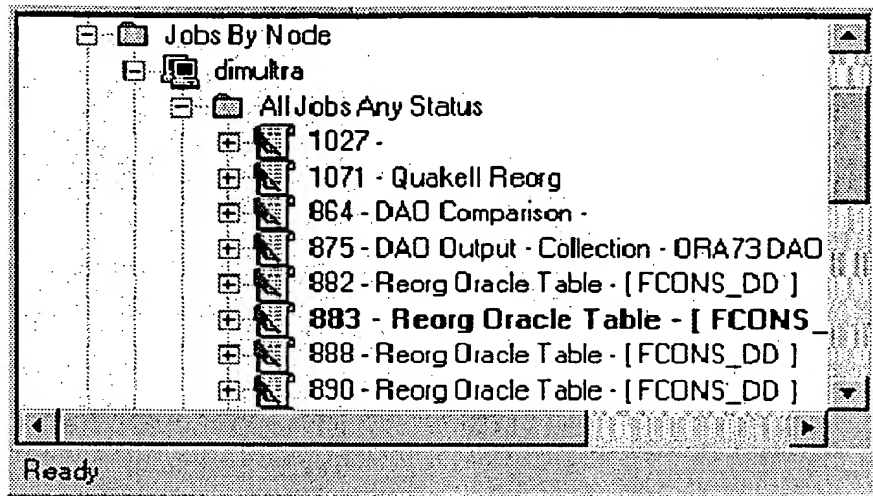 Jobs By Node
dimultra
All Jobs Any Status
1027 -
1071 - Quakell Reorg
864 - DAO Comparison -
875 - DAO Output - Collection - ORA73 DAO
882 - Reorg Oracle Table - [ FCONS_DD ]
883 - Reorg Oracle Table - [ FCONS_
888 - Reorg Oracle Table - [ FCONS_DD ]
890 - Reorg Oracle Table - [ FCONS_DD ]
Ready